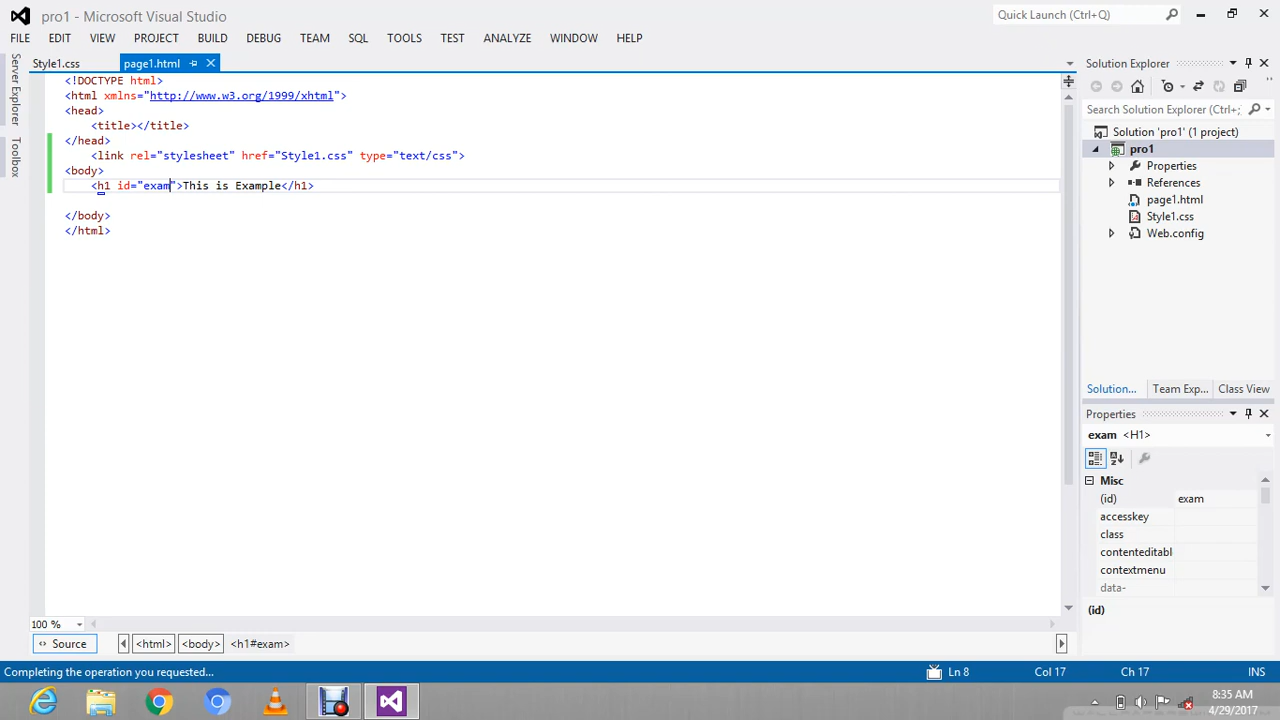 pro1 - Microsoft Visual Studio
Quick Launch (Ctrl+Q)
FILE EDIT VIEW PROJECT BUILD DEBUG TEAM SQL TOOLS TEST ANALYZE WINDOW HELP
Server Explorer
Toolbox
Style1.css
page1.html
<!DOCTYPE html>
<html xmlns="http://www.w3.org/1999/xhtml">
<head>
<title></title>
</head>
<link rel="stylesheet" href="Style1.css" type="text/css">
<body>
<h1 id="exam">This is Example</h1>
</body>
</html>
100 %
Source
<html>
<body>
<h1#exam>
Solution Explorer
Search Solution Explorer (Ctrl+;
Solution 'pro1' (1 project)
pro1
Properties
References
page1.html
Style1.css
Web.config
Solution... Team Exp... Class View
Properties
exam <H1>
Misc
(id) exam
accesskey
class
contenteditabl
contextmenu
data-
(id)
Completing the operation you requested...
Ln 8 Col 17 Ch 17 INS
8:35 AM
4/29/2017